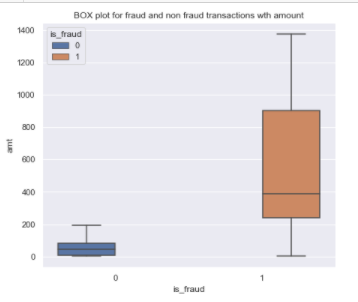 BOX plot for fraud and non fraud transactions wth amount
is_fraud
0
1
1400
1200
1000
800
600
400
200
0
amt
0 1
is_fraud